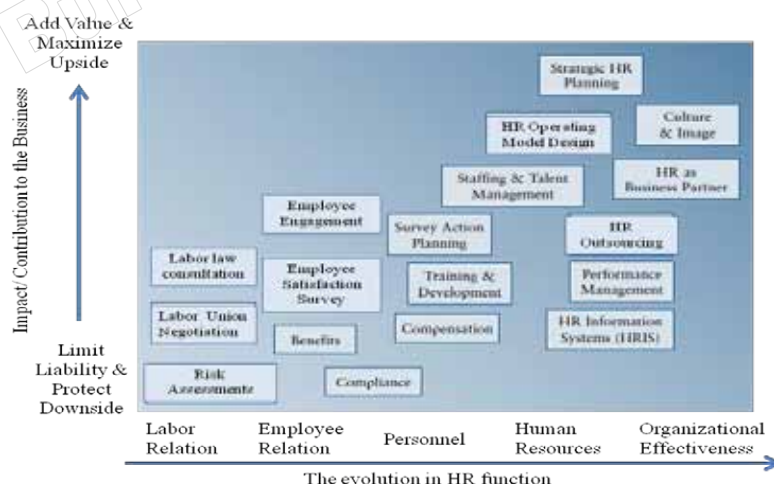 Add Value &
Maximize
Upside
Impact/ Contribution to the Business
Limit
Liability &
Protect
Downside
Strategic HR
Planning
HR Operating
Model Design
Culture
& Image
Staffing & Talent
Management
HR as
Business Partner
Employee
Engagement
Survey Action
Planning
HR
Outsourcing
Labor law
consultation
Employee
Satisfaction
Survey
Training &
Development
Performance
Management
Labor Union
Negotiation
Benefits
Compensation
HR Information
Systems (HRIS)
Risk
Assessments
Compliance
Labor
Relation
Employee
Relation
Personnel
Human
Resources
Organizational
Effectiveness
The evolution in HR function